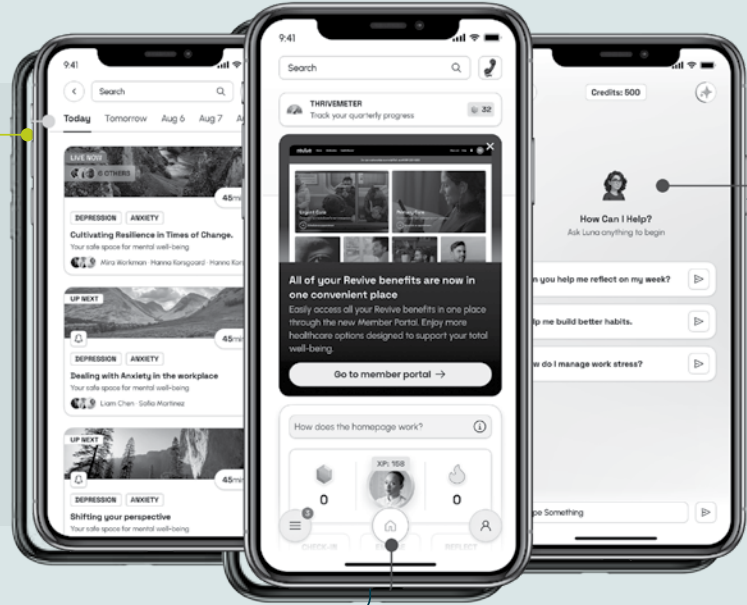 9:41
Search
Today Tomorrow Aug 6 Aug 7
LIVE NOW
6 OTHERS
45min
DEPRESSION ANXIETY
Cultivating Resilience in Times of Change.
Your safe space for mental well-being
Mira Workman · Hanna Korsgaard · Hanna
UP NEXT
45min
DEPRESSION ANXIETY
Dealing with Anxiety in the workplace
Your safe space for mental well-being
Liam Chen · Sofia Martinez
UP NEXT
45min
DEPRESSION ANXIETY
Shifting your perspective
Your safe space for mental well-being
9:41
Search
THRIVEMETER
Track your quarterly progress
32
revive
Urgent Care
All of your Revive benefits are now in
one convenient place
Easily access all your Revive benefits in one place
through the new Member Portal. Enjoy more
healthcare options designed to support your total
well-being.
Go to member portal →
How does the homepage work?
XP: 158
0
0
3
CHECK-IN
REFLECT
Credits: 500
How Can I Help?
Ask Luna anything to begin
you help me reflect on my week?
me build better habits.
do I manage work stress?
Something